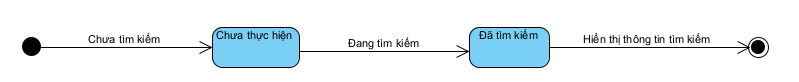 Chưa tìm kiếm
Chưa thực hiện
Đang tìm kiếm
Đã tìm kiếm
Hiển thị thông tin tìm kiếm